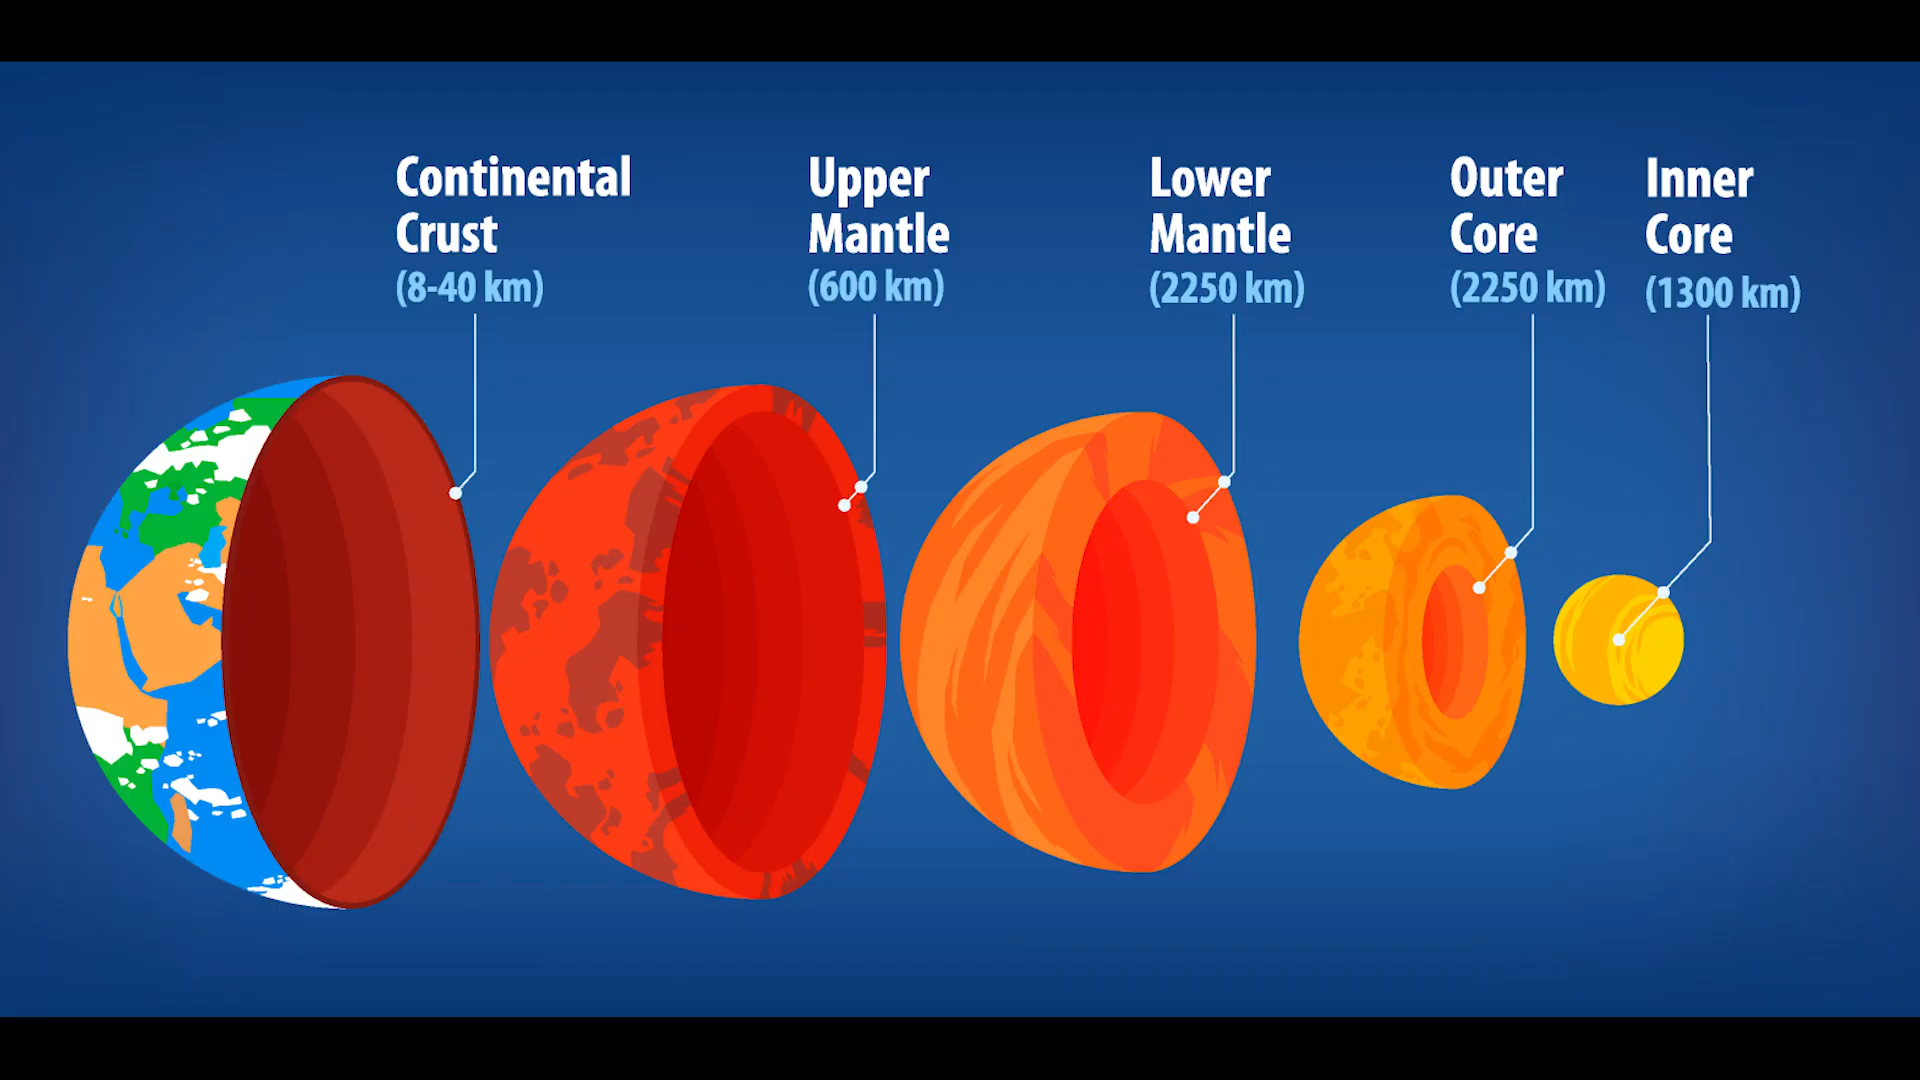 Continental
Crust
(8-40 km)
Upper
Mantle
(600 km)
Lower
Mantle
(2250 km)
Outer
Core
(2250 km)
Inner
Core
(1300 km)